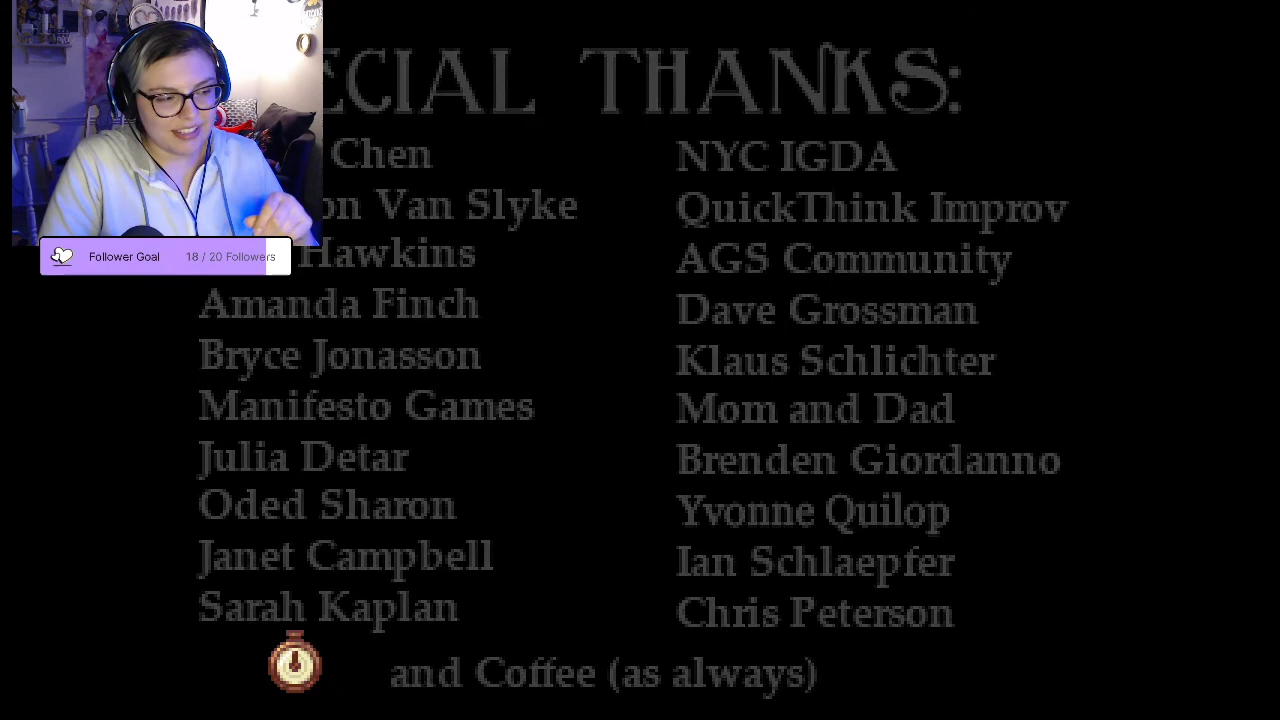 ECIAL THANKS:
Chen
on Van Slyke
Hawkins
Amanda Finch
Bryce Jonasson
Manifesto Games
Julia Detar
Oded Sharon
Janet Campbell
Sarah Kaplan
NYC IGDA
QuickThink Improv
AGS Community
Dave Grossman
Klaus Schlichter
Mom and Dad
Brenden Giordanno
Yvonne Quilop
Ian Schlaepfer
Chris Peterson
and Coffee (as always)
Follower Goal 18 / 20 Followers